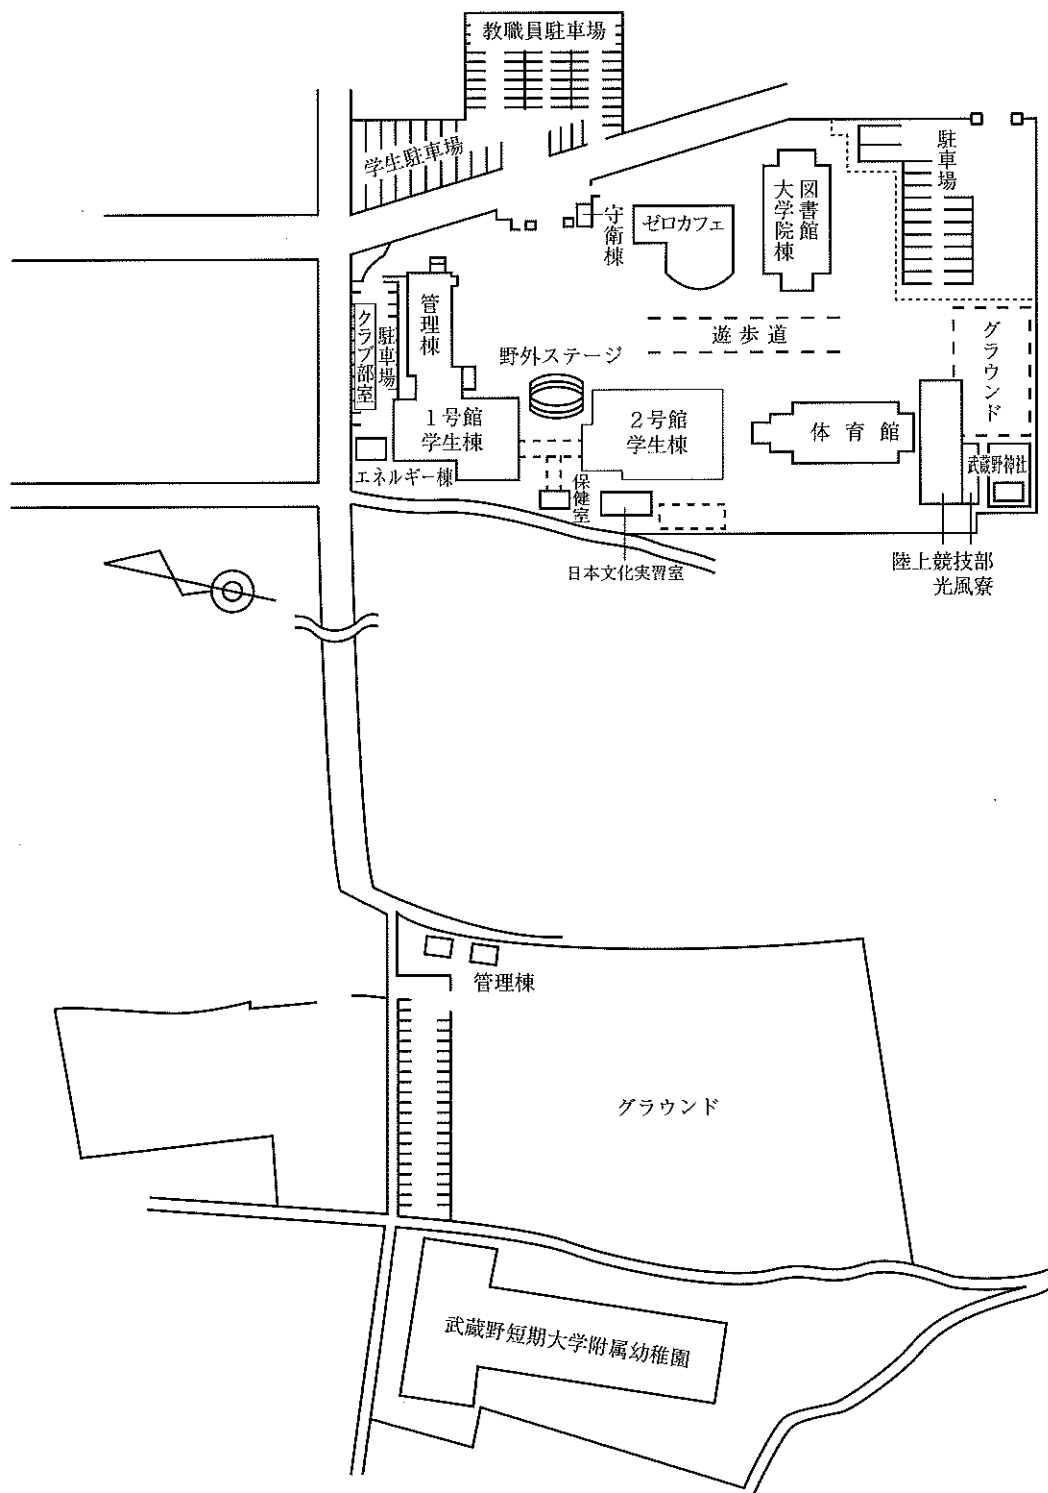 教職員駐車場
学生駐車場
駐車場
図書館
大学院棟
守衛棟
ゼロカフェ
管理棟
駐車場
クラブ部室
遊歩道
野外ステージ
グラウンド
1号館
学生棟
2号館
学生棟
体育館
エネルギー棟
保健室
武蔵野神社
日本文化実習室
陸上競技部
光風寮
管理棟
グラウンド
武蔵野短期大学附属幼稚園